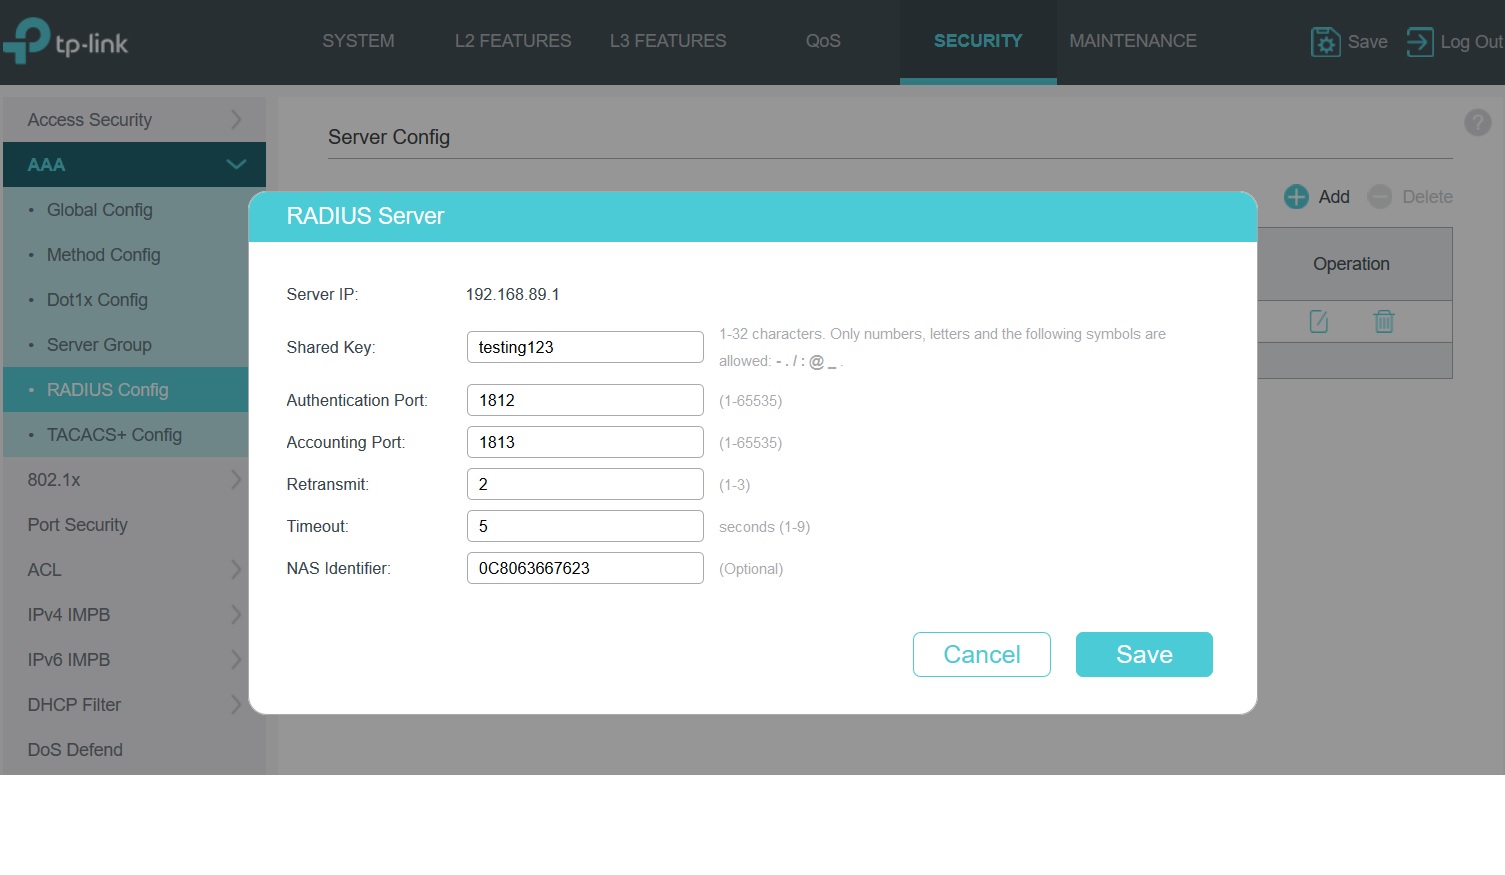 tp-link
SYSTEM L2 FEATURES L3 FEATURES QoS SECURITY MAINTENANCE Save Log Out
Access Security
AAA
• Global Config
• Method Config
• Dot1x Config
• Server Group
• RADIUS Config
• TACACS+ Config
802.1x
Port Security
ACL
IPv4 IMPB
IPv6 IMPB
DHCP Filter
DoS Defend
Server Config
?
Add Delete
Operation
RADIUS Server
Server IP: 192.168.89.1
Shared Key: testing123 1-32 characters. Only numbers, letters and the following symbols are
allowed: - . / : @ _ .
Authentication Port: 1812 (1-65535)
Accounting Port: 1813 (1-65535)
Retransmit: 2 (1-3)
Timeout: 5 seconds (1-9)
NAS Identifier: 0C8063667623 (Optional)
Cancel Save